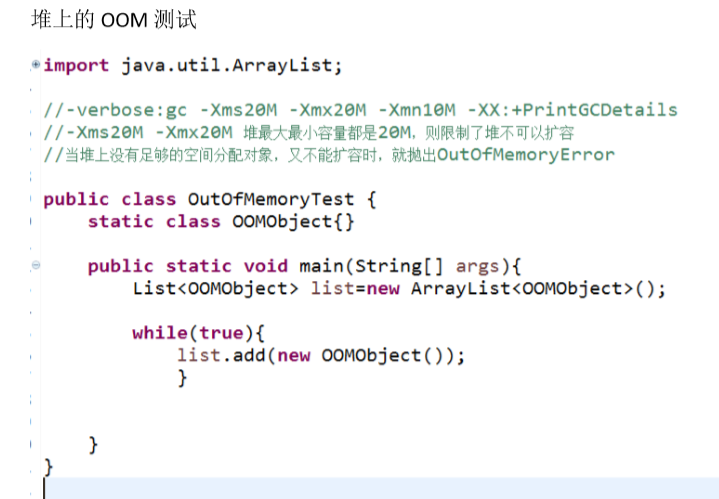 堆上的 OOM 测试
import java.util.ArrayList;
//-verbose:gc -Xms20M -Xmx20M -Xmn10M -XX:+PrintGCDetails
//-Xms20M -Xmx20M 堆最大最小容量都是20M，则限制了堆不可以扩容
//当堆上没有足够的空间分配对象，又不能扩容时，就抛出OutOfMemoryError
public class OutOfMemoryTest {
static class OOMObject{}
public static void main(String[] args){
List<OOMObject> list=new ArrayList<OOMObject>();
while(true){
list.add(new OOMObject());
}
}
}